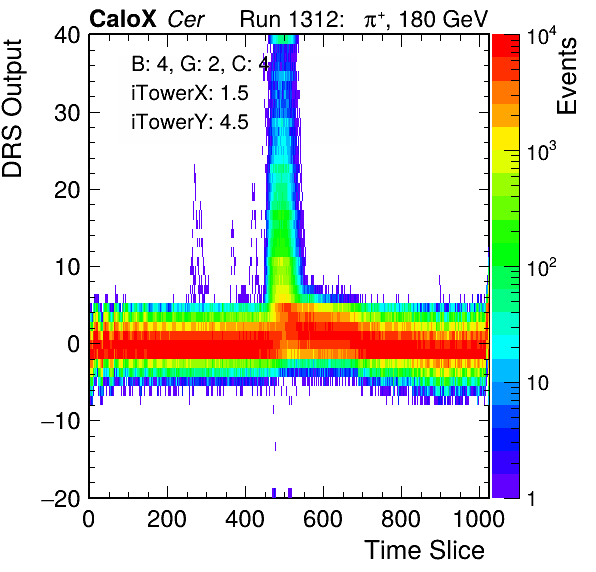 CaloX Cer Run 1312: π⁺, 180 GeV
DRS Output
Events
B: 4, G: 2, C: 4
iTowerX: 1.5
iTowerY: 4.5
40
30
20
10
0
−10
−20
0 200 400 600 800 1000
Time Slice
10⁴
10³
10²
10
1